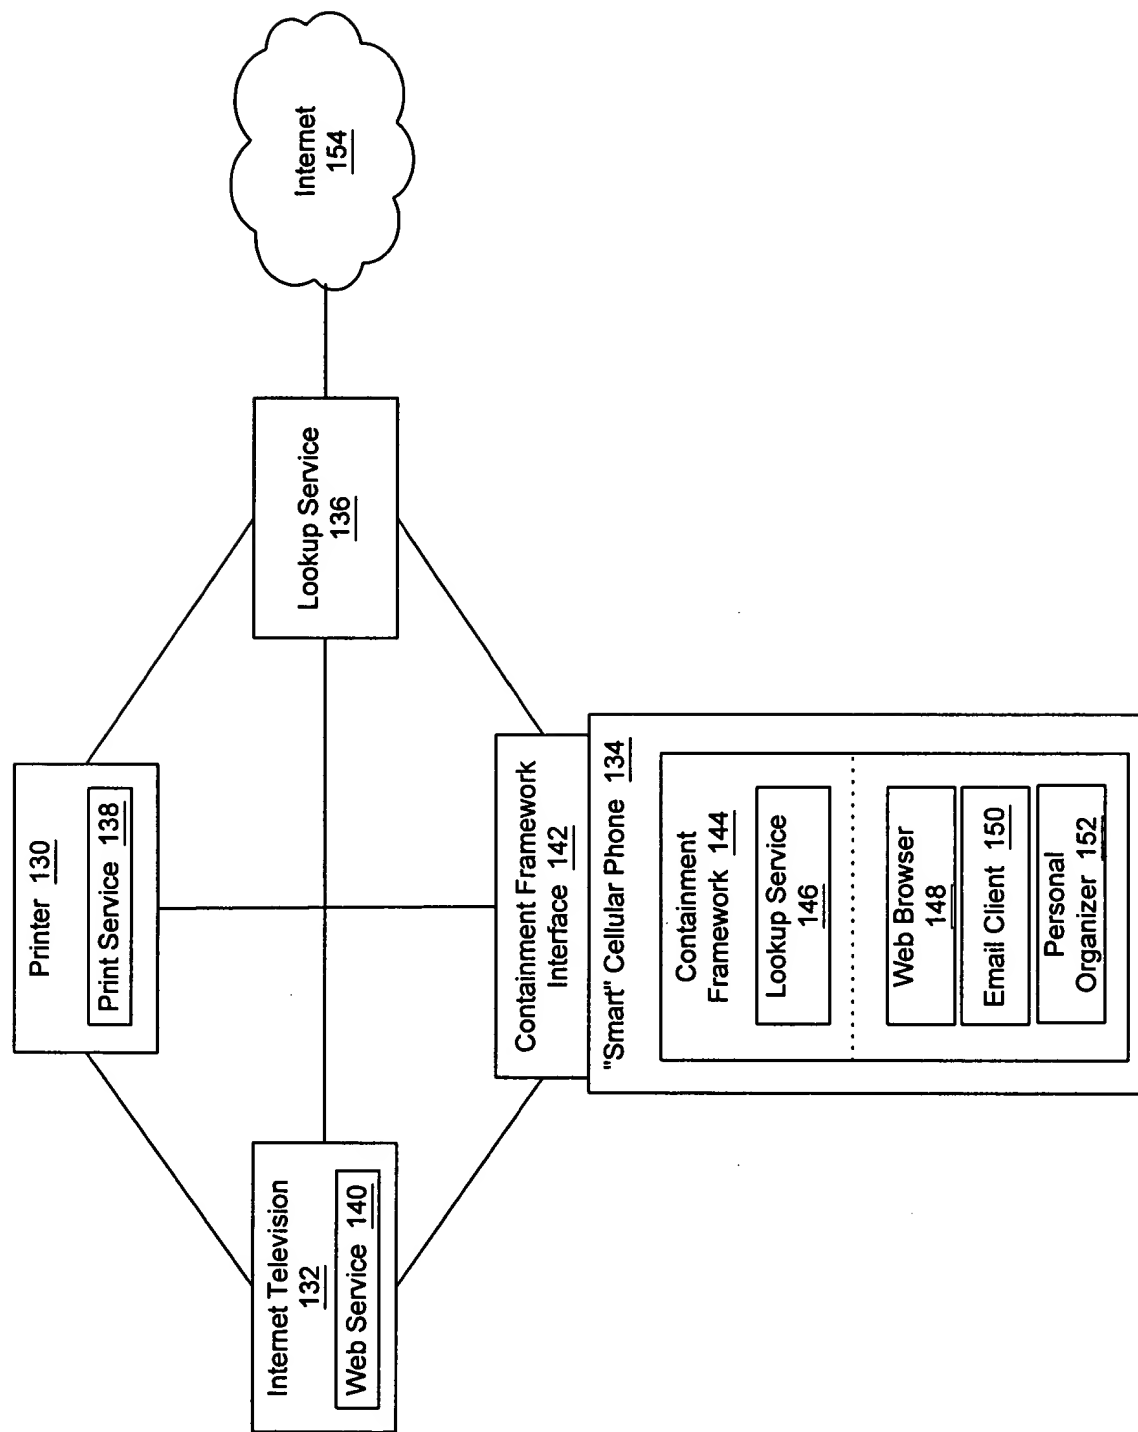 Printer 130
Print Service 138
Internet Television
132
Web Service 140
Lookup Service
136
Internet
154
Containment Framework
Interface 142
"Smart" Cellular Phone 134
Containment
Framework 144
Lookup Service
146
Web Browser
148
Email Client 150
Personal
Organizer 152